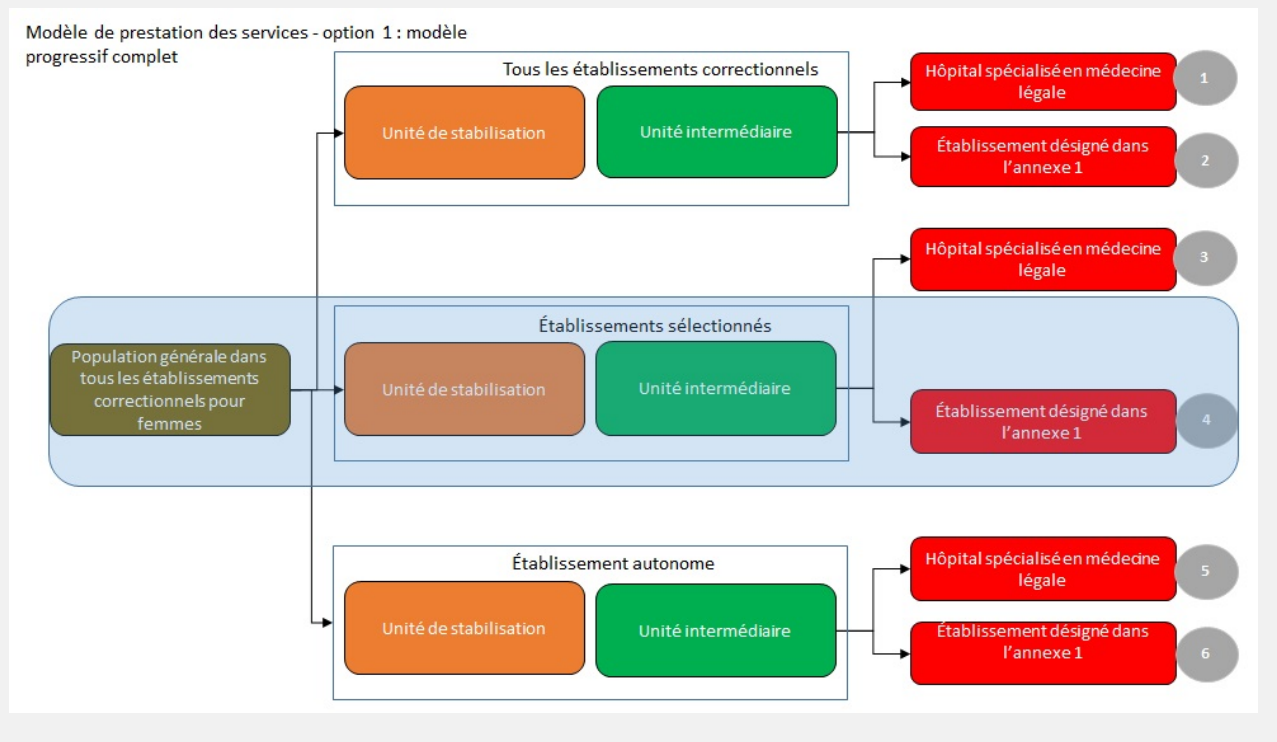 Modèle de prestation des services - option 1 : modèle
progressif complet
Tous les établissements correctionnels
Unité de stabilisation
Unité intermédiaire
Hôpital spécialisé en médecine
légale
1
Établissement désigné dans
l'annexe 1
2
Hôpital spécialisé en médecine
légale
3
Établissements sélectionnés
Population générale dans
tous les établissements
correctionnels pour
femmes
Unité de stabilisation
Unité intermédiaire
Établissement désigné dans
l'annexe 1
4
Établissement autonome
Unité de stabilisation
Unité intermédiaire
Hôpital spécialisé en médecine
légale
5
Établissement désigné dans
l'annexe 1
6